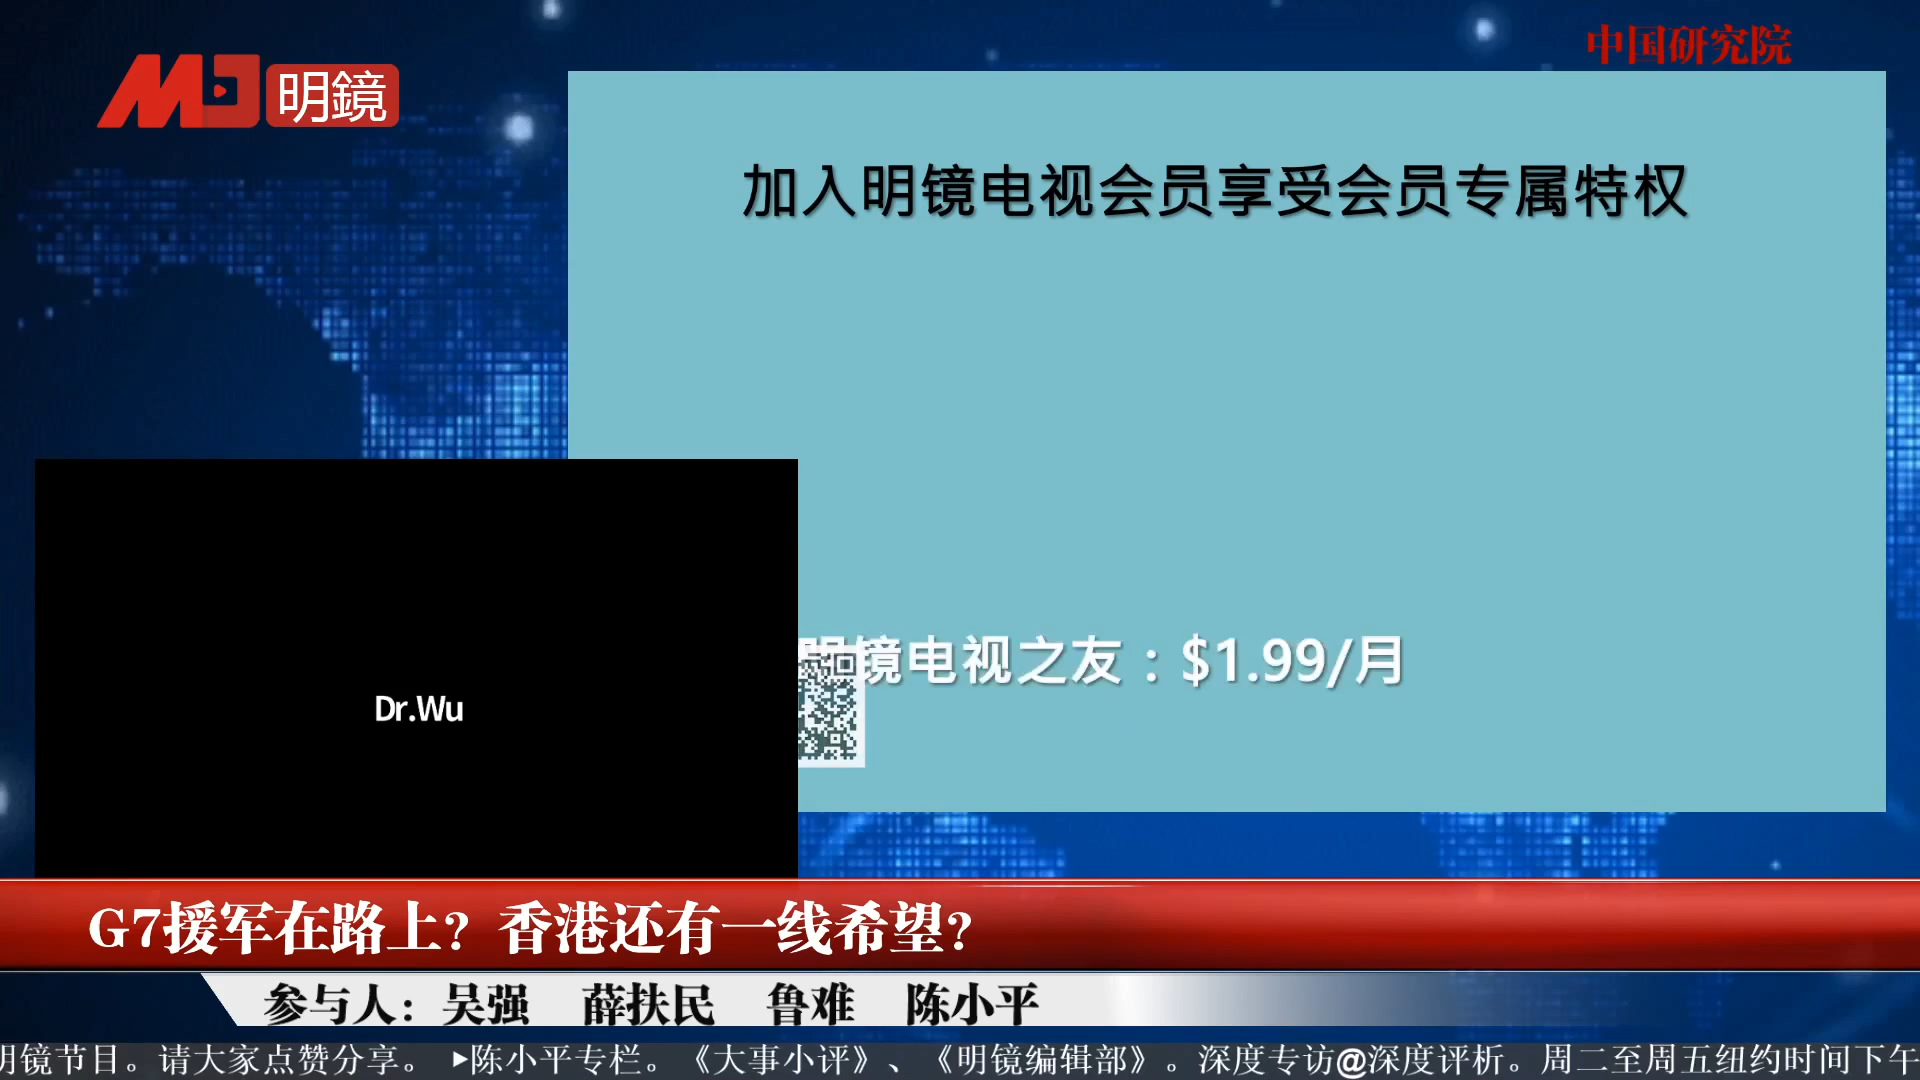 中国研究院
明鏡
加入明镜电视会员享受会员专属特权
明镜电视之友：$1.99/月
Dr.Wu
G7援军在路上？香港还有一线希望？
参与人：吴强 薛扶民 鲁难 陈小平
明镜节目。请大家点赞分享。 ▶陈小平专栏。《大事小评》、《明镜编辑部》。深度专访@深度评析。周二至周五纽约时间下午